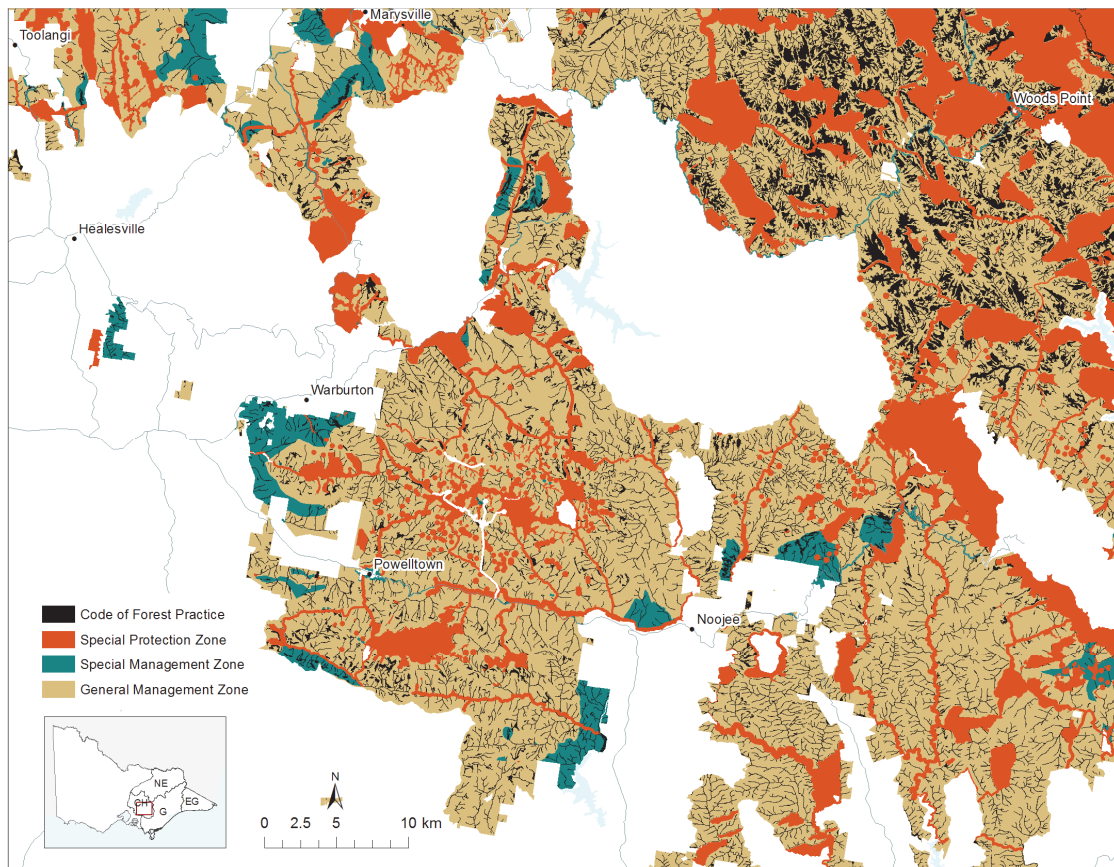 Marysville
Toolangi
Woods Point
Healesville
Warburton
Powelltown
Noojee
Code of Forest Practice
Special Protection Zone
Special Management Zone
General Management Zone
NE
CH
EG
G
N
0 2.5 5 10 km